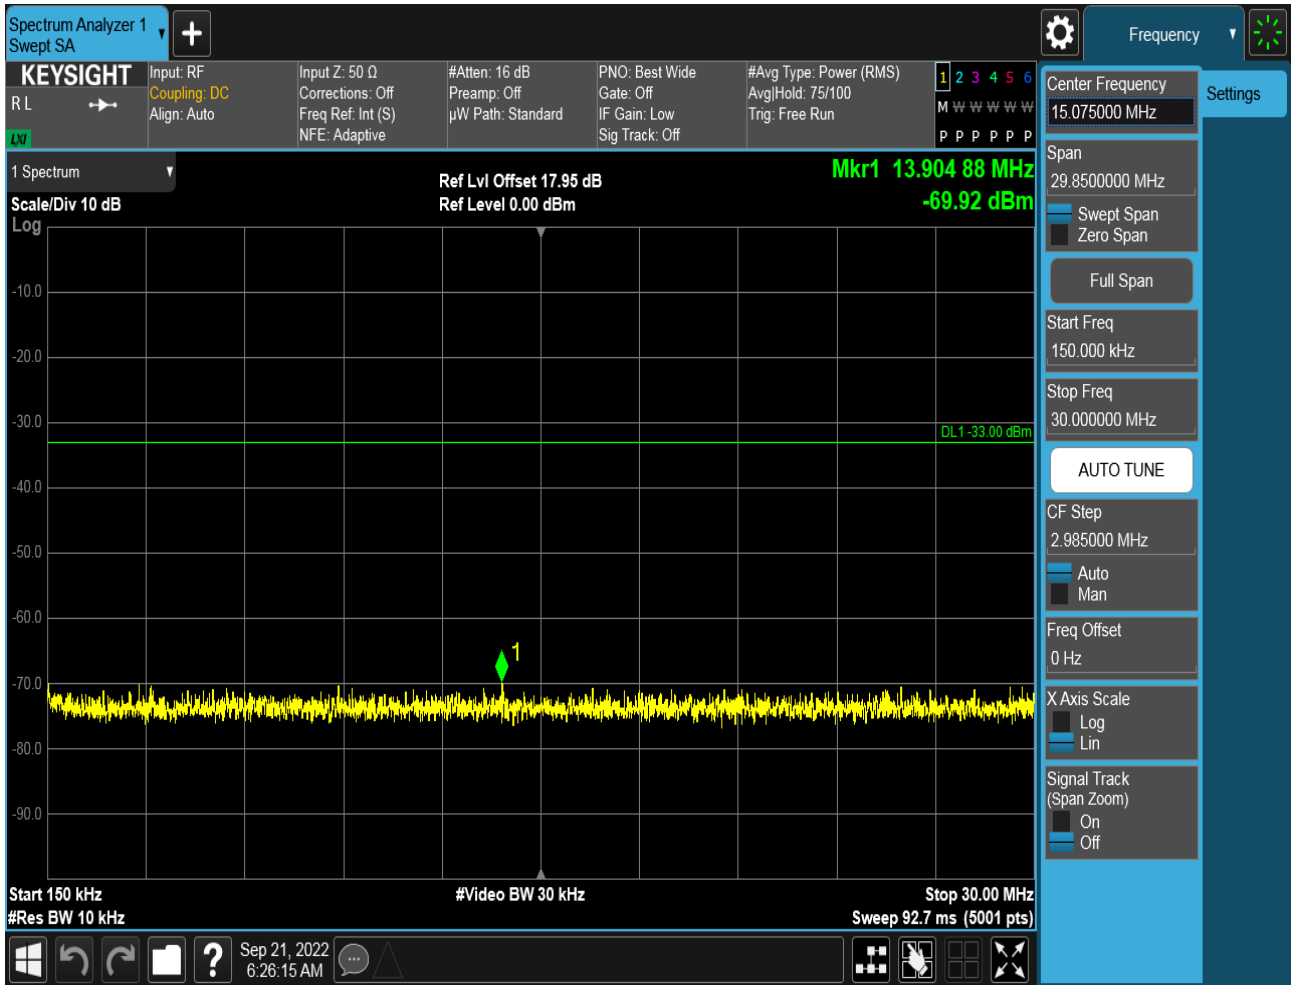 Spectrum Analyzer 1
Swept SA
Frequency
KEYSIGHT
R L
LXI
Input: RF
Coupling: DC
Align: Auto
Input Z: 50 Ω
Corrections: Off
Freq Ref: Int (S)
NFE: Adaptive
#Atten: 16 dB
Preamp: Off
µW Path: Standard
PNO: Best Wide
Gate: Off
IF Gain: Low
Sig Track: Off
#Avg Type: Power (RMS)
Avg|Hold: 75/100
Trig: Free Run
1 2 3 4 5 6
M W W W W W
P P P P P P
1 Spectrum
Scale/Div 10 dB
Log
Ref Lvl Offset 17.95 dB
Ref Level 0.00 dBm
Mkr1 13.904 88 MHz
-69.92 dBm
-10.0
-20.0
-30.0
DL1 -33.00 dBm
-40.0
-50.0
-60.0
1
-70.0
-80.0
-90.0
Start 150 kHz
#Res BW 10 kHz
#Video BW 30 kHz
Stop 30.00 MHz
Sweep 92.7 ms (5001 pts)
Center Frequency
15.075000 MHz
Settings
Span
29.8500000 MHz
Swept Span
Zero Span
Full Span
Start Freq
150.000 kHz
Stop Freq
30.000000 MHz
AUTO TUNE
CF Step
2.985000 MHz
Auto
Man
Freq Offset
0 Hz
X Axis Scale
Log
Lin
Signal Track
(Span Zoom)
On
Off
?
Sep 21, 2022
6:26:15 AM